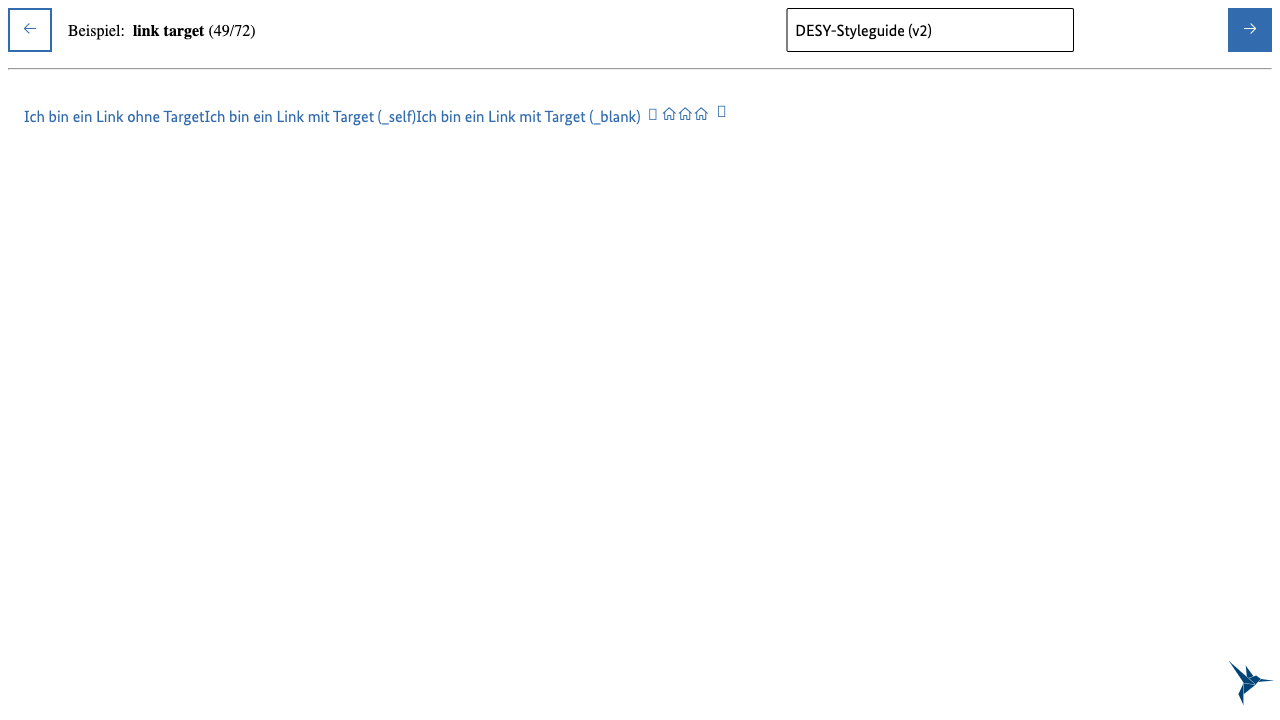 Beispiel: link target (49/72)
DESY-Styleguide (v2)
Ich bin ein Link ohne TargetIch bin ein Link mit Target (_self)Ich bin ein Link mit Target (_blank)